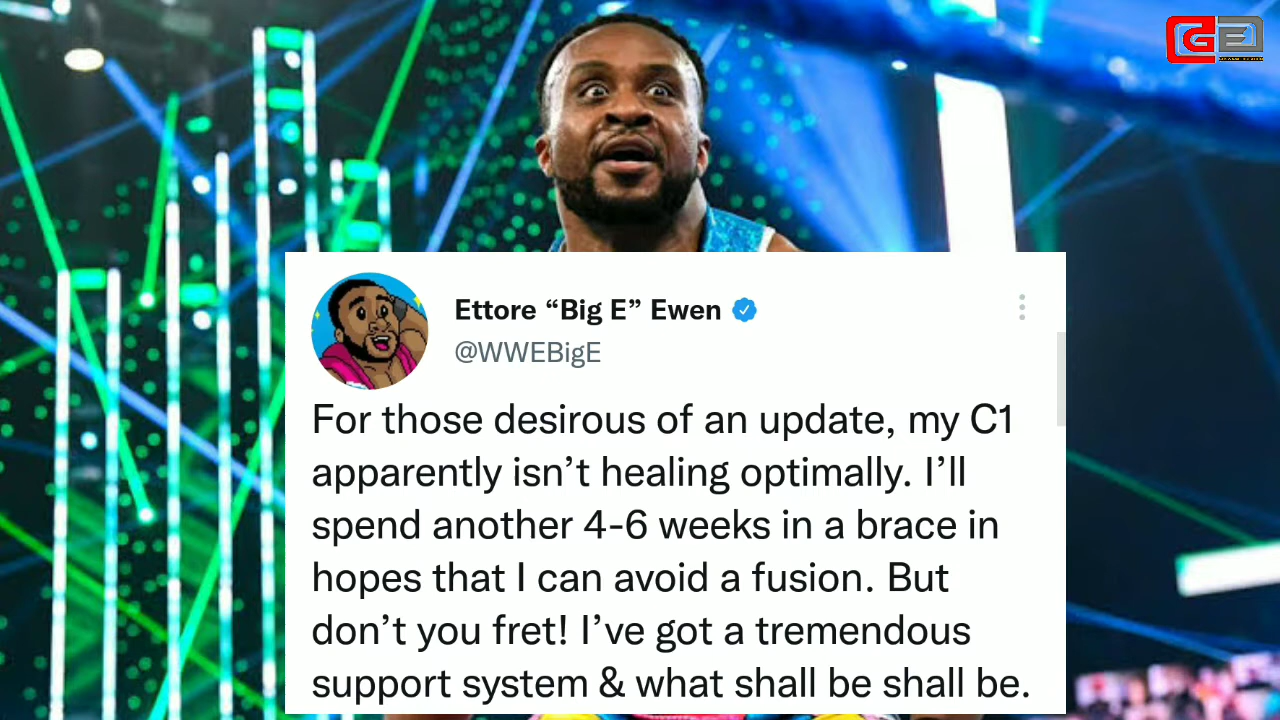 GE
Ettore “Big E” Ewen
@WWEBigE
For those desirous of an update, my C1
apparently isn’t healing optimally. I’ll
spend another 4-6 weeks in a brace in
hopes that I can avoid a fusion. But
don’t you fret! I’ve got a tremendous
support system & what shall be shall be.